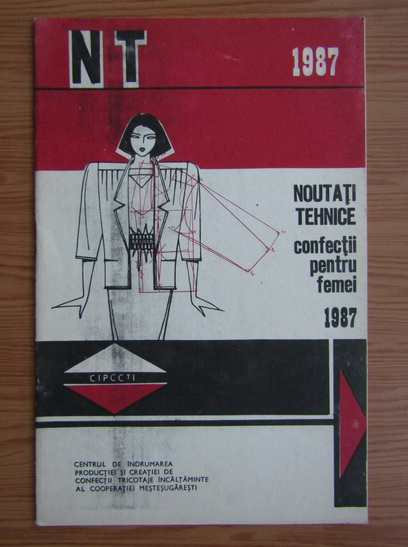 NT
1987
NOUTAȚI
TEHNICE
confecții
pentru
femei
1987
CIPCCTI
CENTRUL DE ÎNDRUMAREA
PRODUCȚIEI ȘI CREAȚIEI DE
CONFECȚII TRICOTAJE ÎNCĂLȚĂMINTE
AL COOPERAȚIEI MEȘTEȘUGĂREȘTI